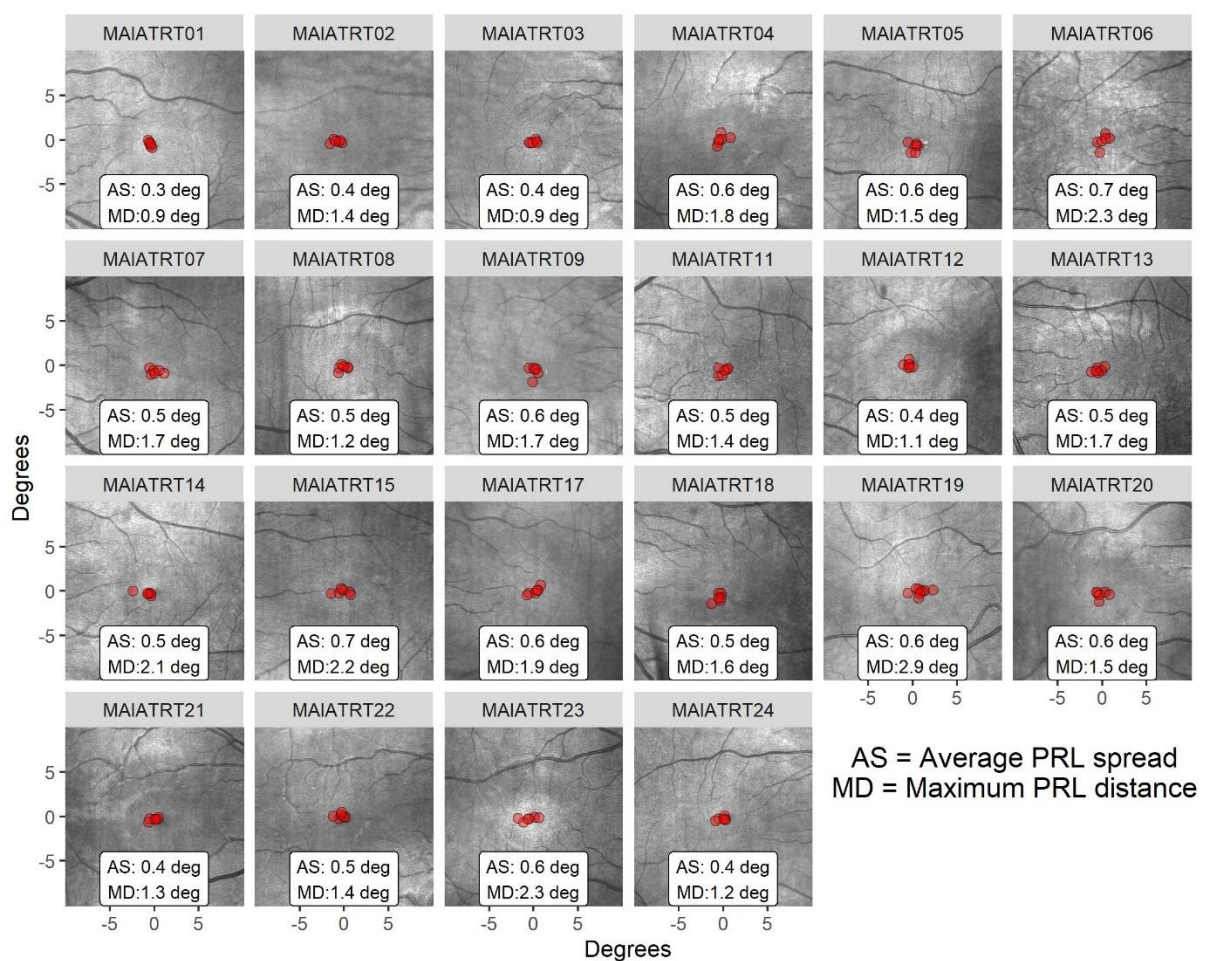 MAIATRT01 MAIATRT02 MAIATRT03 MAIATRT04 MAIATRT05 MAIATRT06
5
0
-5
AS: 0.3 deg AS: 0.4 deg AS: 0.4 deg AS: 0.6 deg AS: 0.6 deg AS: 0.7 deg
MD:0.9 deg MD:1.4 deg MD:0.9 deg MD:1.8 deg MD:1.5 deg MD:2.3 deg
MAIATRT07 MAIATRT08 MAIATRT09 MAIATRT11 MAIATRT12 MAIATRT13
5
0
-5
AS: 0.5 deg AS: 0.5 deg AS: 0.6 deg AS: 0.5 deg AS: 0.4 deg AS: 0.5 deg
MD:1.7 deg MD:1.2 deg MD:1.7 deg MD:1.4 deg MD:1.1 deg MD:1.7 deg
Degrees
MAIATRT14 MAIATRT15 MAIATRT17 MAIATRT18 MAIATRT19 MAIATRT20
5
0
-5
AS: 0.5 deg AS: 0.7 deg AS: 0.6 deg AS: 0.5 deg AS: 0.6 deg AS: 0.6 deg
MD:2.1 deg MD:2.2 deg MD:1.9 deg MD:1.6 deg MD:2.9 deg MD:1.5 deg
-5 0 5 -5 0 5
MAIATRT21 MAIATRT22 MAIATRT23 MAIATRT24
5
0
-5
AS: 0.4 deg AS: 0.5 deg AS: 0.6 deg AS: 0.4 deg
MD:1.3 deg MD:1.4 deg MD:2.3 deg MD:1.2 deg
-5 0 5 -5 0 5 -5 0 5 -5 0 5
AS = Average PRL spread
MD = Maximum PRL distance
Degrees